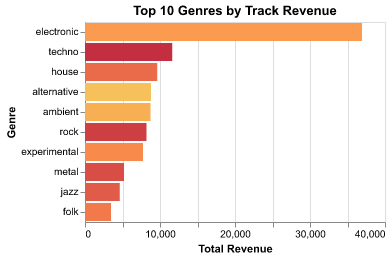 Top 10 Genres by Track Revenue
Genre
electronic
techno
house
alternative
ambient
rock
experimental
metal
jazz
folk
0 10,000 20,000 30,000 40,000
Total Revenue